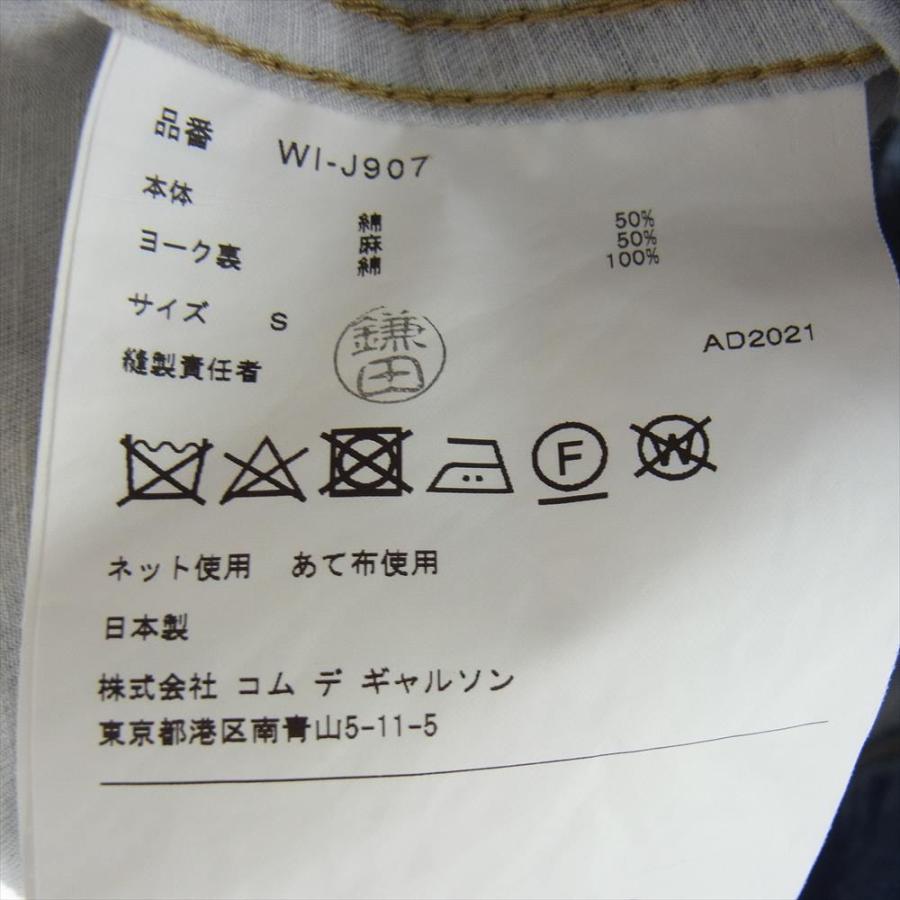 品番 WI-J907
本体
綿 50%
麻 50%
ヨーク裏 綿 100%
サイズ S
縫製責任者 鎌田
AD2021
F
W
ネット使用 あて布使用
日本製
株式会社 コム デ ギャルソン
東京都港区南青山5-11-5